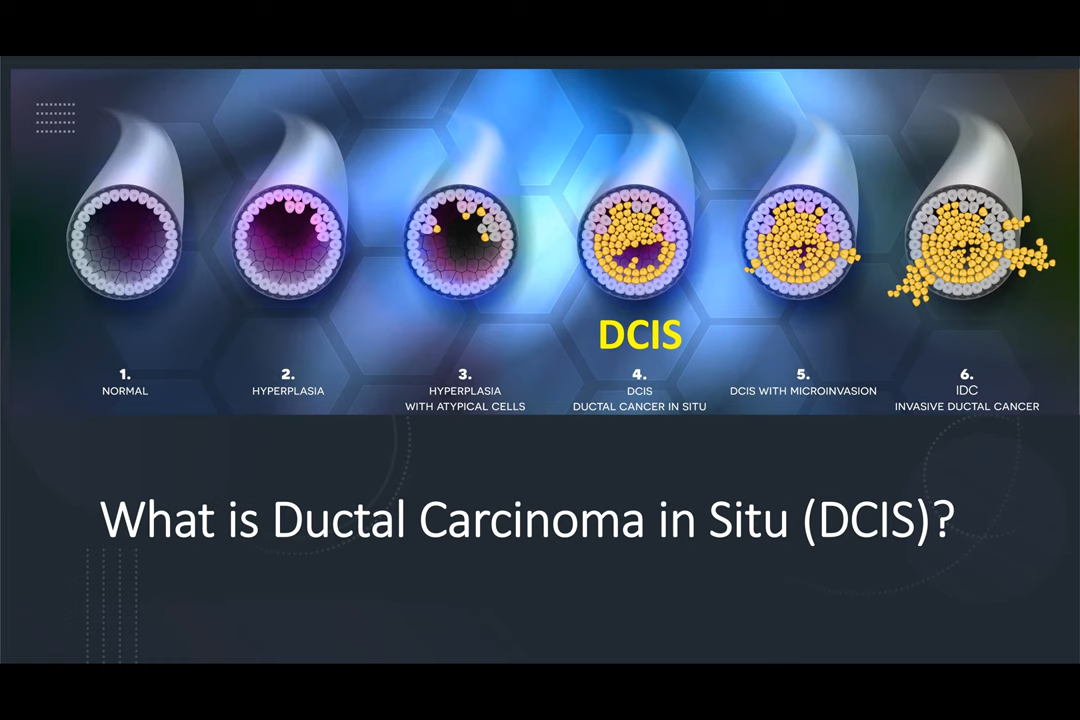 DCIS
1.
NORMAL
2.
HYPERPLASIA
3.
HYPERPLASIA
WITH ATYPICAL CELLS
4.
DCIS
DUCTAL CANCER IN SITU
5.
DCIS WITH MICROINVASION
6.
IDC
INVASIVE DUCTAL CANCER
What is Ductal Carcinoma in Situ (DCIS)?